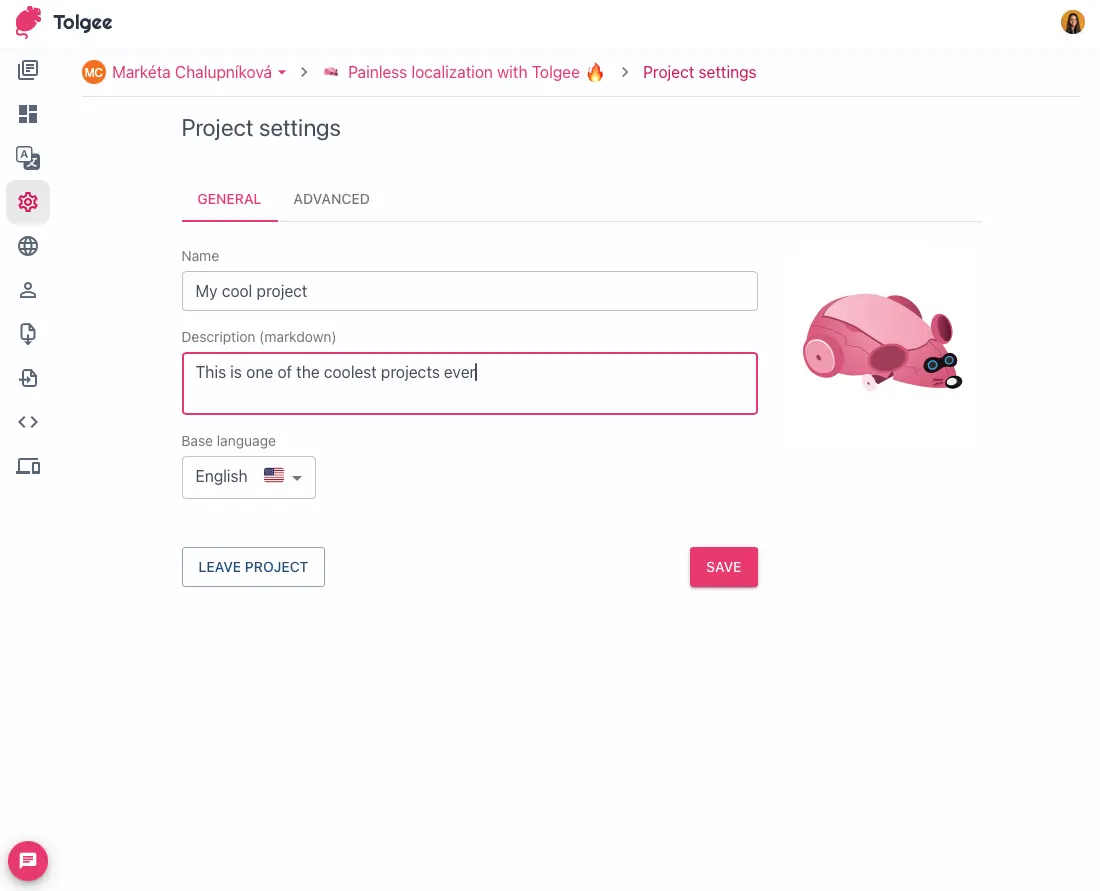 Tolgee
MC Markéta Chalupníková > Painless localization with Tolgee 🔥 > Project settings
Project settings
GENERAL ADVANCED
Name
My cool project
Description (markdown)
This is one of the coolest projects ever
Base language
English
LEAVE PROJECT SAVE